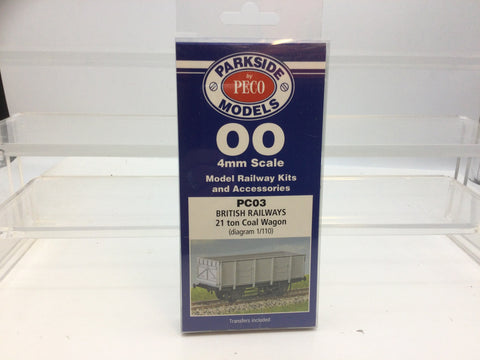 PARKSIDE
by
PECO
MODELS
OO
4mm Scale
Model Railway Kits
and Accessories
PC03
BRITISH RAILWAYS
21 ton Coal Wagon
(diagram 1/110)
Transfers included